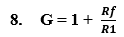 8. G = 1 + Rf/R1